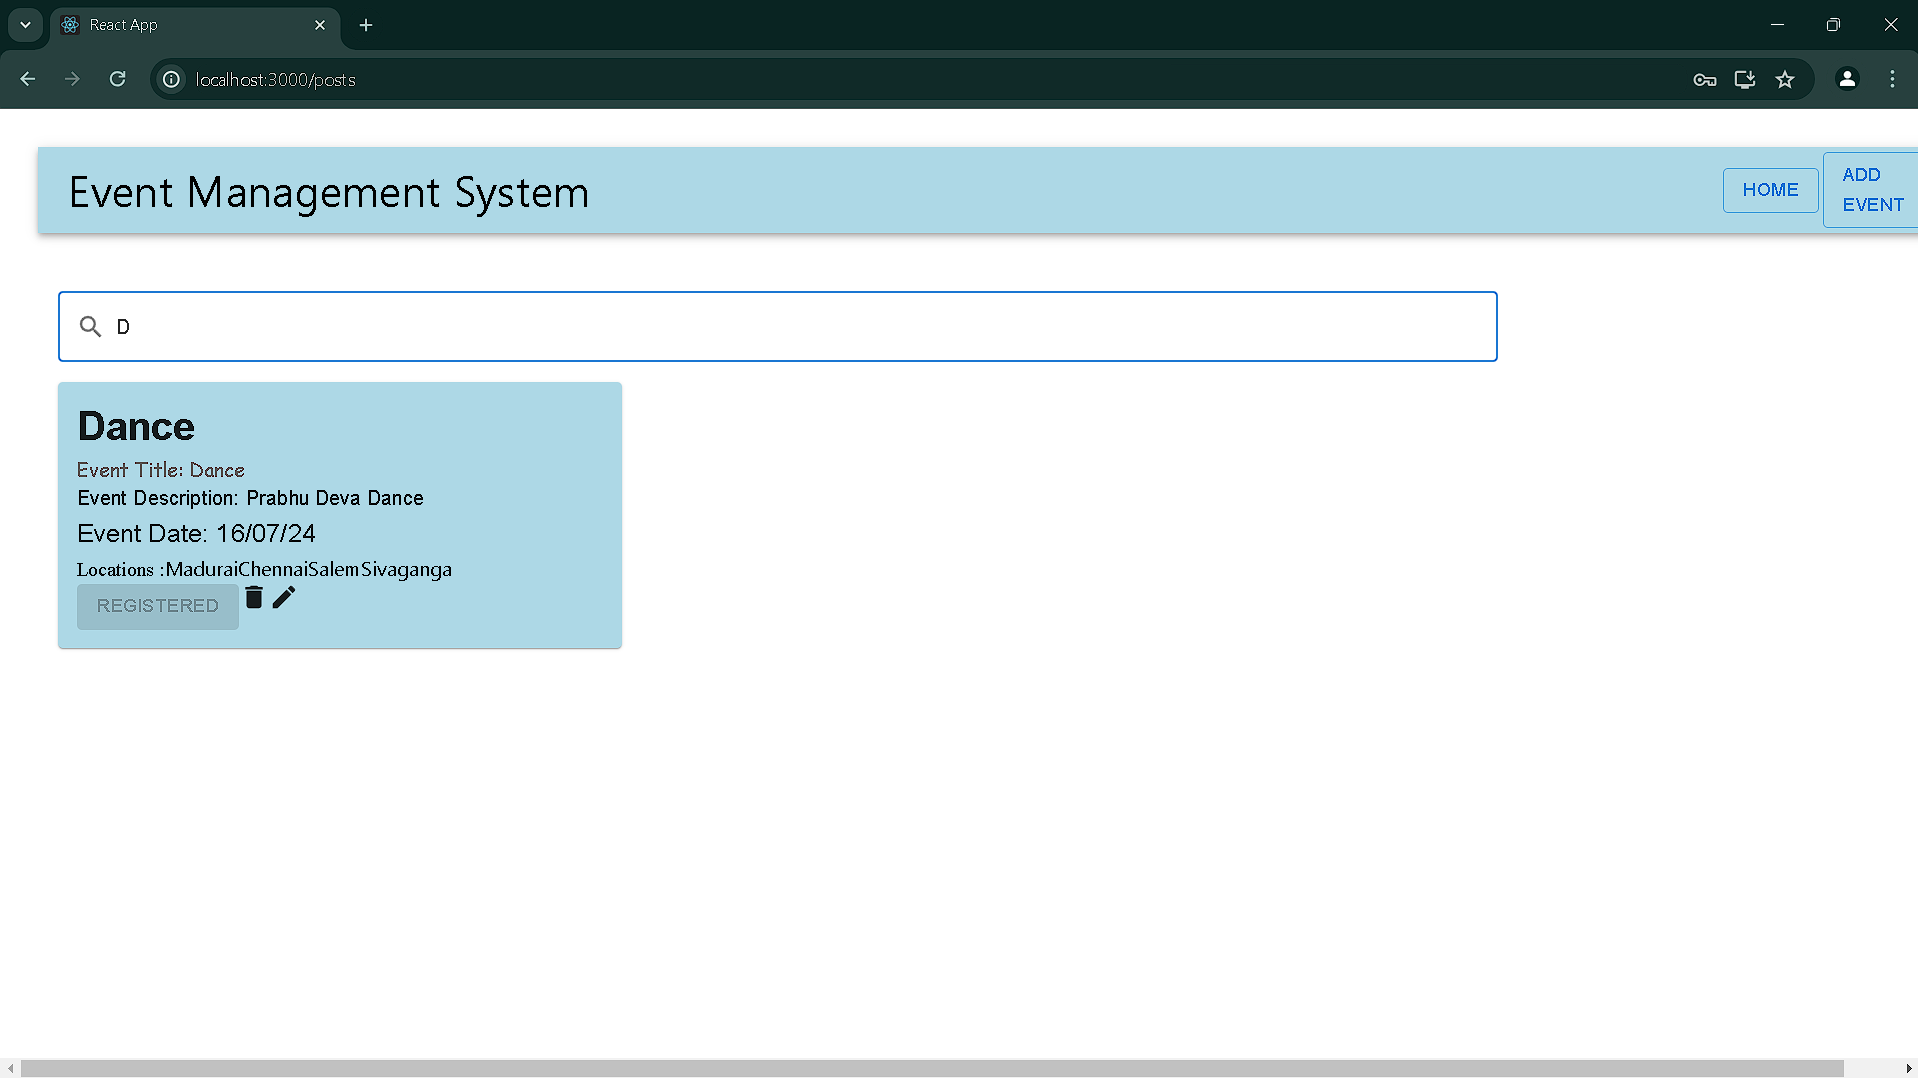 React App
localhost:3000/posts
Event Management System
HOME
ADD
EVENT
D
Dance
Event Title: Dance
Event Description: Prabhu Deva Dance
Event Date: 16/07/24
Locations :MaduraiChennaiSalemSivaganga
REGISTERED